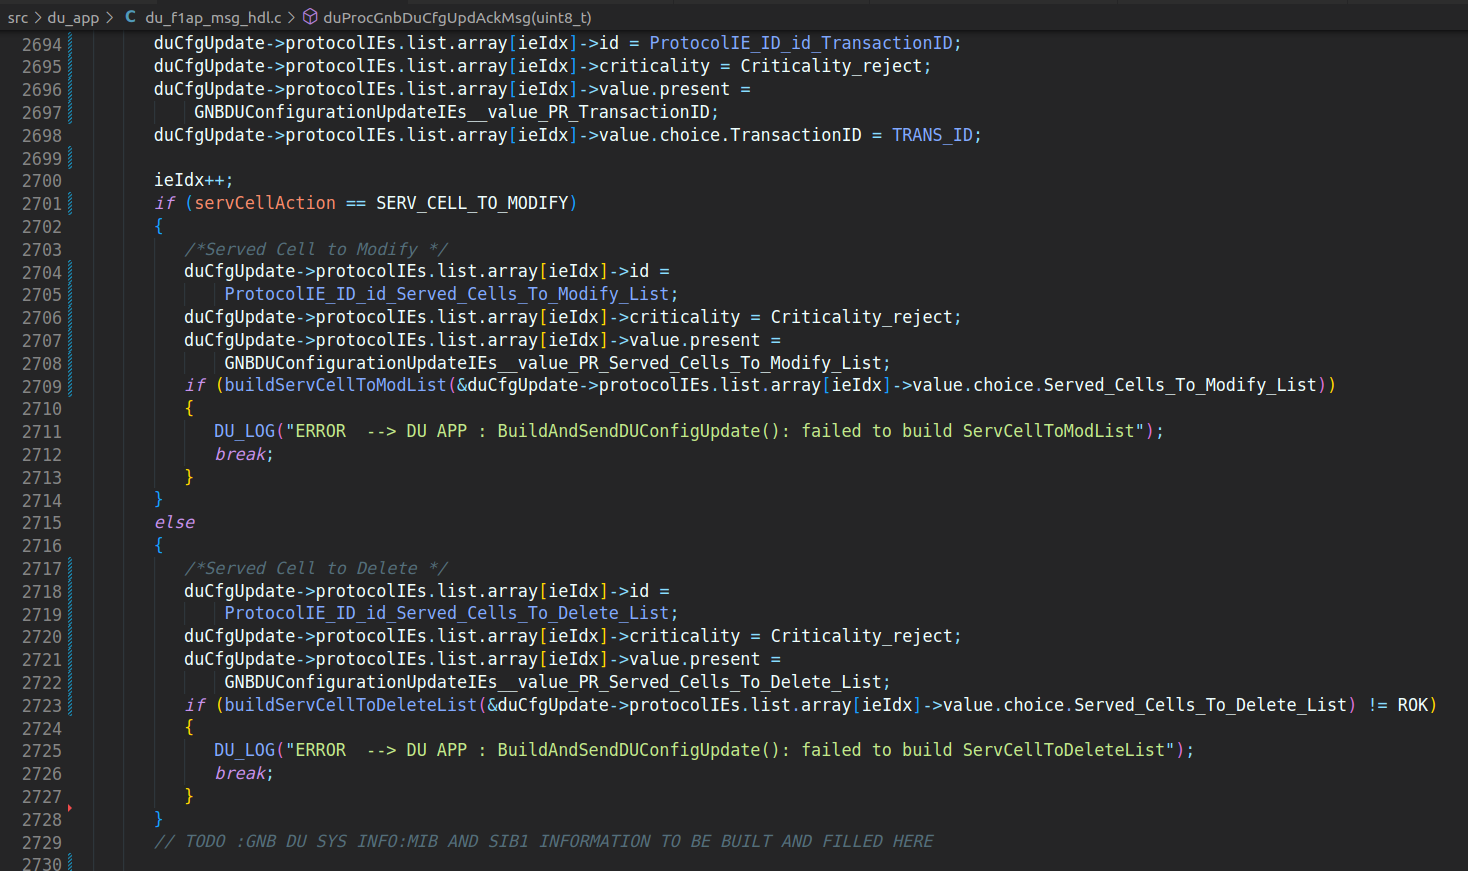 src > du_app > C du_f1ap_msg_hdl.c > duProcGnbDuCfgUpdAckMsg(uint8_t)
2694 duCfgUpdate->protocolIEs.list.array[ieIdx]->id = ProtocolIE_ID_id_TransactionID;
2695 duCfgUpdate->protocolIEs.list.array[ieIdx]->criticality = Criticality_reject;
2696 duCfgUpdate->protocolIEs.list.array[ieIdx]->value.present =
2697 GNBDUConfigurationUpdateIEs__value_PR_TransactionID;
2698 duCfgUpdate->protocolIEs.list.array[ieIdx]->value.choice.TransactionID = TRANS_ID;
2699
2700 ieIdx++;
2701 if (servCellAction == SERV_CELL_TO_MODIFY)
2702 {
2703 /*Served Cell to Modify */
2704 duCfgUpdate->protocolIEs.list.array[ieIdx]->id =
2705 ProtocolIE_ID_id_Served_Cells_To_Modify_List;
2706 duCfgUpdate->protocolIEs.list.array[ieIdx]->criticality = Criticality_reject;
2707 duCfgUpdate->protocolIEs.list.array[ieIdx]->value.present =
2708 GNBDUConfigurationUpdateIEs__value_PR_Served_Cells_To_Modify_List;
2709 if (buildServCellToModList(&duCfgUpdate->protocolIEs.list.array[ieIdx]->value.choice.Served_Cells_To_Modify_List))
2710 {
2711 DU_LOG("ERROR  --> DU APP : BuildAndSendDUConfigUpdate(): failed to build ServCellToModList");
2712 break;
2713 }
2714 }
2715 else
2716 {
2717 /*Served Cell to Delete */
2718 duCfgUpdate->protocolIEs.list.array[ieIdx]->id =
2719 ProtocolIE_ID_id_Served_Cells_To_Delete_List;
2720 duCfgUpdate->protocolIEs.list.array[ieIdx]->criticality = Criticality_reject;
2721 duCfgUpdate->protocolIEs.list.array[ieIdx]->value.present =
2722 GNBDUConfigurationUpdateIEs__value_PR_Served_Cells_To_Delete_List;
2723 if (buildServCellToDeleteList(&duCfgUpdate->protocolIEs.list.array[ieIdx]->value.choice.Served_Cells_To_Delete_List) != ROK)
2724 {
2725 DU_LOG("ERROR  --> DU APP : BuildAndSendDUConfigUpdate(): failed to build ServCellToDeleteList");
2726 break;
2727 }
2728 }
2729 // TODO :GNB DU SYS INFO:MIB AND SIB1 INFORMATION TO BE BUILT AND FILLED HERE
2730